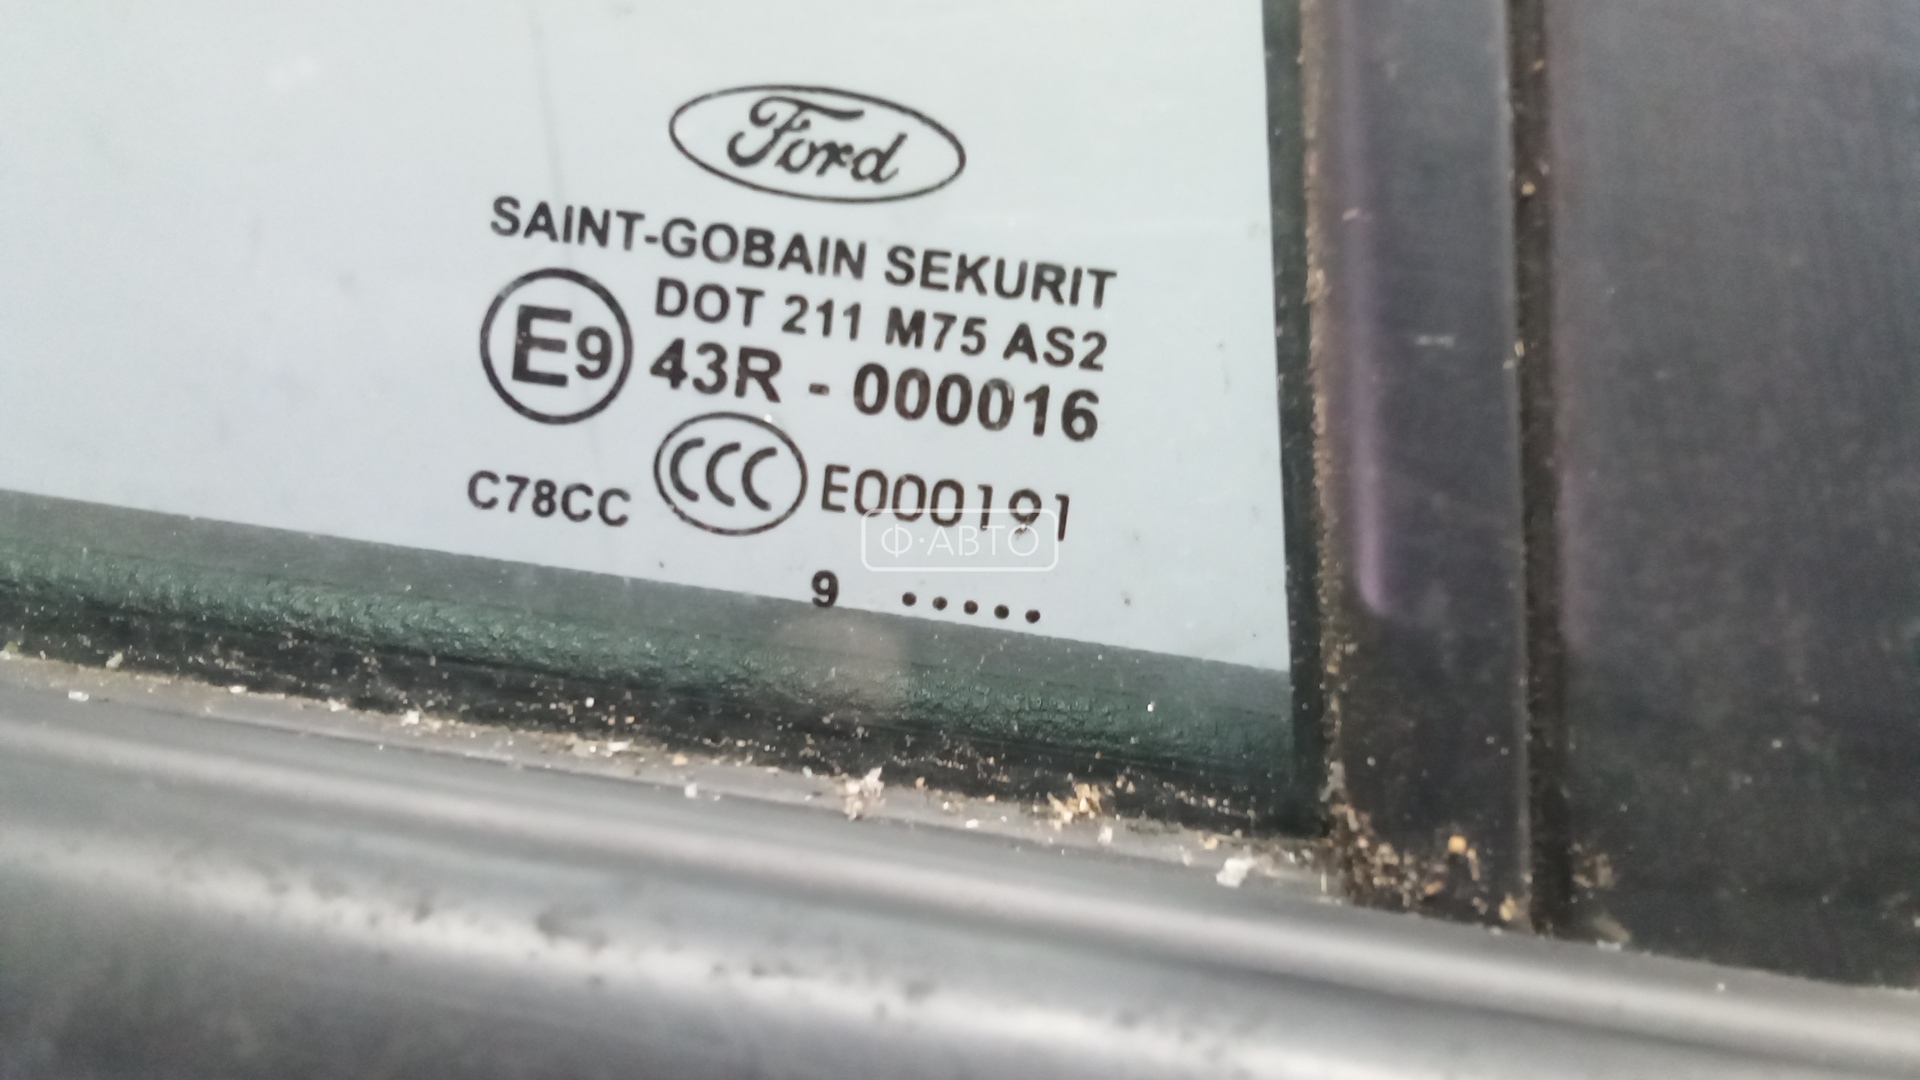 Ford
SAINT-GOBAIN SEKURIT
DOT 211 M75 AS2
E9 43R - 000016
C78CC CCC E000191
Ф·АВТО
9 .....